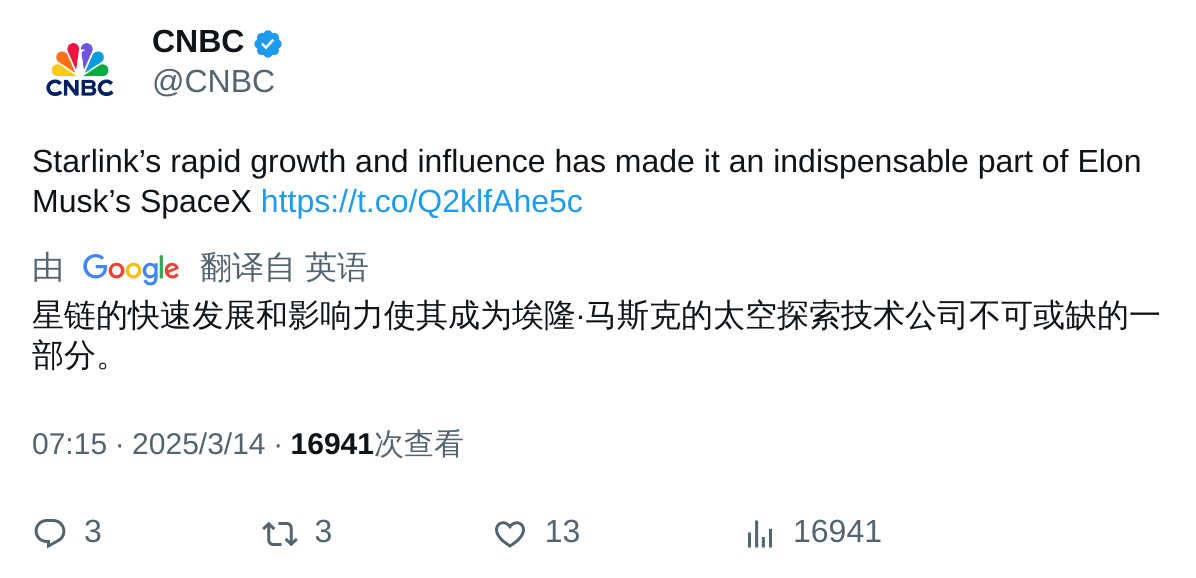 CNBC
CNBC
@CNBC
Starlink’s rapid growth and influence has made it an indispensable part of Elon
Musk’s SpaceX https://t.co/Q2klfAhe5c
由 Google 翻译自 英语
星链的快速发展和影响力使其成为埃隆·马斯克的太空探索技术公司不可或缺的一
部分。
07:15 · 2025/3/14 · 16941次查看
3 3 13 16941